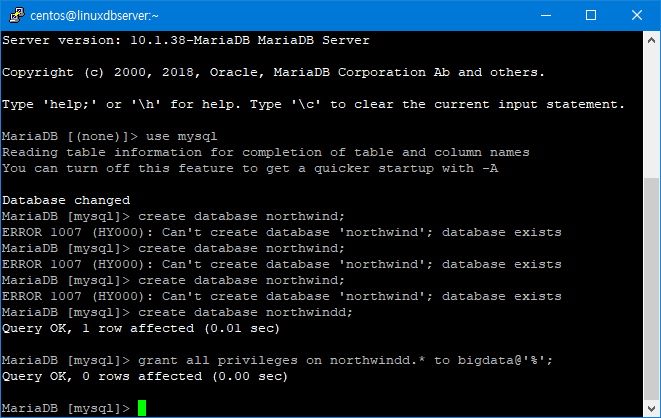 centos@linuxdbserver:~
Server version: 10.1.38-MariaDB MariaDB Server
Copyright (c) 2000, 2018, Oracle, MariaDB Corporation Ab and others.
Type 'help;' or '\h' for help. Type '\c' to clear the current input statement.
MariaDB [(none)]> use mysql
Reading table information for completion of table and column names
You can turn off this feature to get a quicker startup with -A
Database changed
MariaDB [mysql]> create database northwind;
ERROR 1007 (HY000): Can't create database 'northwind'; database exists
MariaDB [mysql]> create database northwind;
ERROR 1007 (HY000): Can't create database 'northwind'; database exists
MariaDB [mysql]> create database northwind;
ERROR 1007 (HY000): Can't create database 'northwind'; database exists
MariaDB [mysql]> create database northwindd;
Query OK, 1 row affected (0.01 sec)
MariaDB [mysql]> grant all privileges on northwindd.* to bigdata@'%';
Query OK, 0 rows affected (0.00 sec)
MariaDB [mysql]>